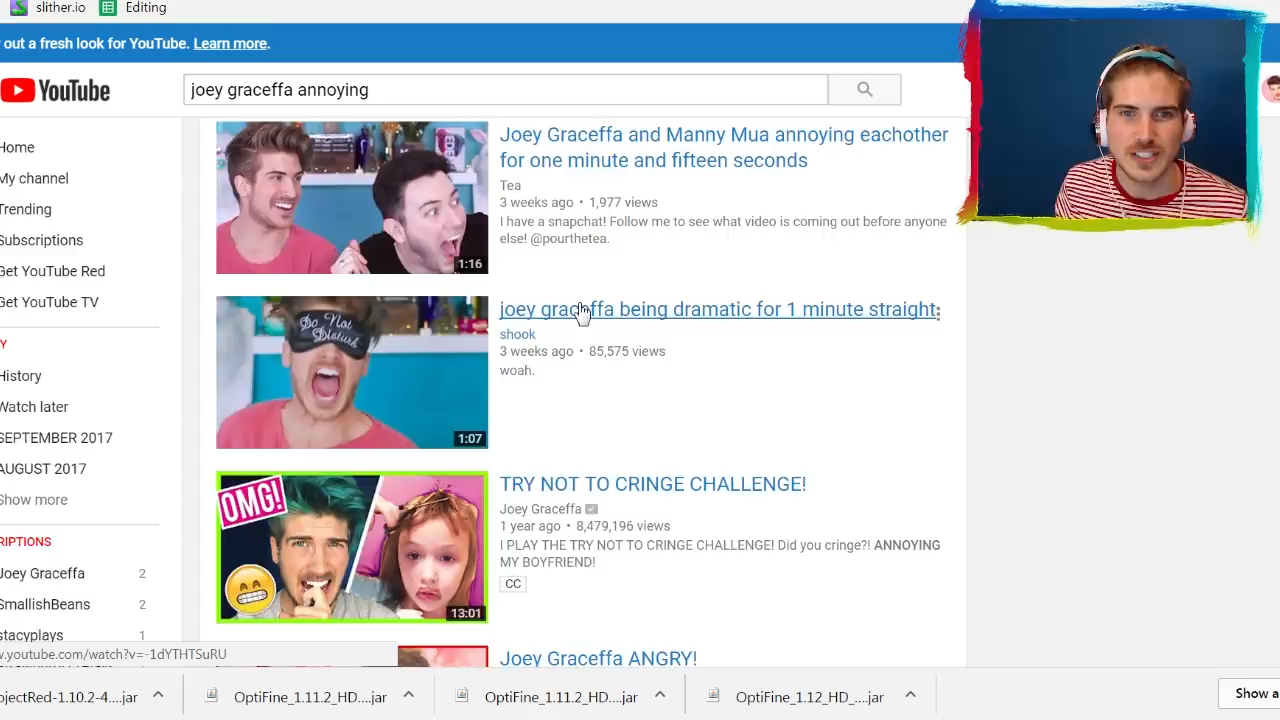 slither.io Editing
out a fresh look for YouTube. Learn more.
YouTube
joey graceffa annoying
Home
My channel
Trending
Subscriptions
Get YouTube Red
Get YouTube TV
Y
History
Watch later
SEPTEMBER 2017
AUGUST 2017
Show more
RIPTIONS
Joey Graceffa 2
SmallishBeans 2
stacyplays 1
Joey Graceffa and Manny Mua annoying eachother
for one minute and fifteen seconds
Tea
3 weeks ago • 1,977 views
I have a snapchat! Follow me to see what video is coming out before anyone
else! @pourthetea.
1:16
joey graceffa being dramatic for 1 minute straight
shook
3 weeks ago • 85,575 views
woah.
Do Not
Disturb
1:07
TRY NOT TO CRINGE CHALLENGE!
Joey Graceffa
1 year ago • 8,479,196 views
I PLAY THE TRY NOT TO CRINGE CHALLENGE! Did you cringe?! ANNOYING
MY BOYFRIEND!
CC
OMG!
13:01
Joey Graceffa ANGRY!
w.youtube.com/watch?v=-1dYTHTSuRU
ojectRed-1.10.2-4....jar OptiFine_1.11.2_HD....jar OptiFine_1.11.2_HD....jar OptiFine_1.12_HD_....jar Show a